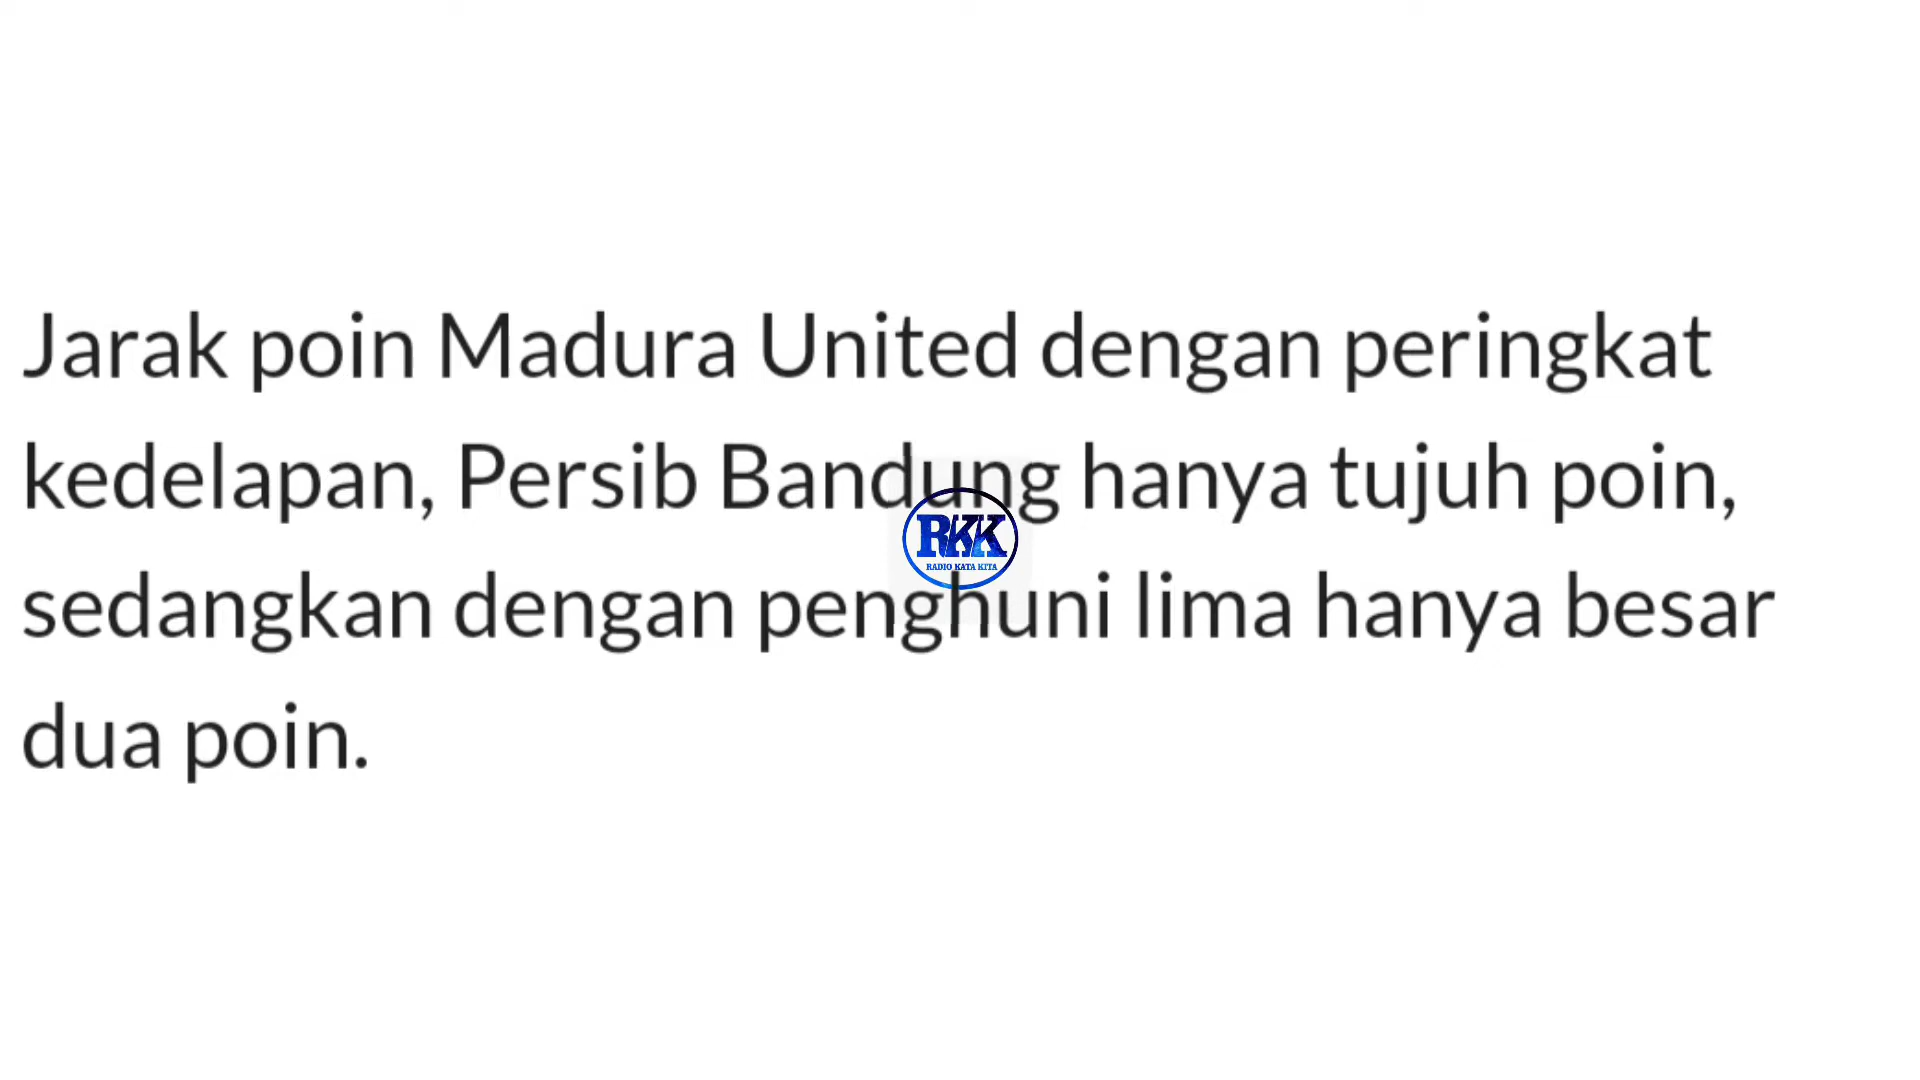 Jarak poin Madura United dengan peringkat
kedelapan, Persib Bandung hanya tujuh poin,
RKK
RADIO KATA KITA
sedangkan dengan penghuni lima hanya besar
dua poin.